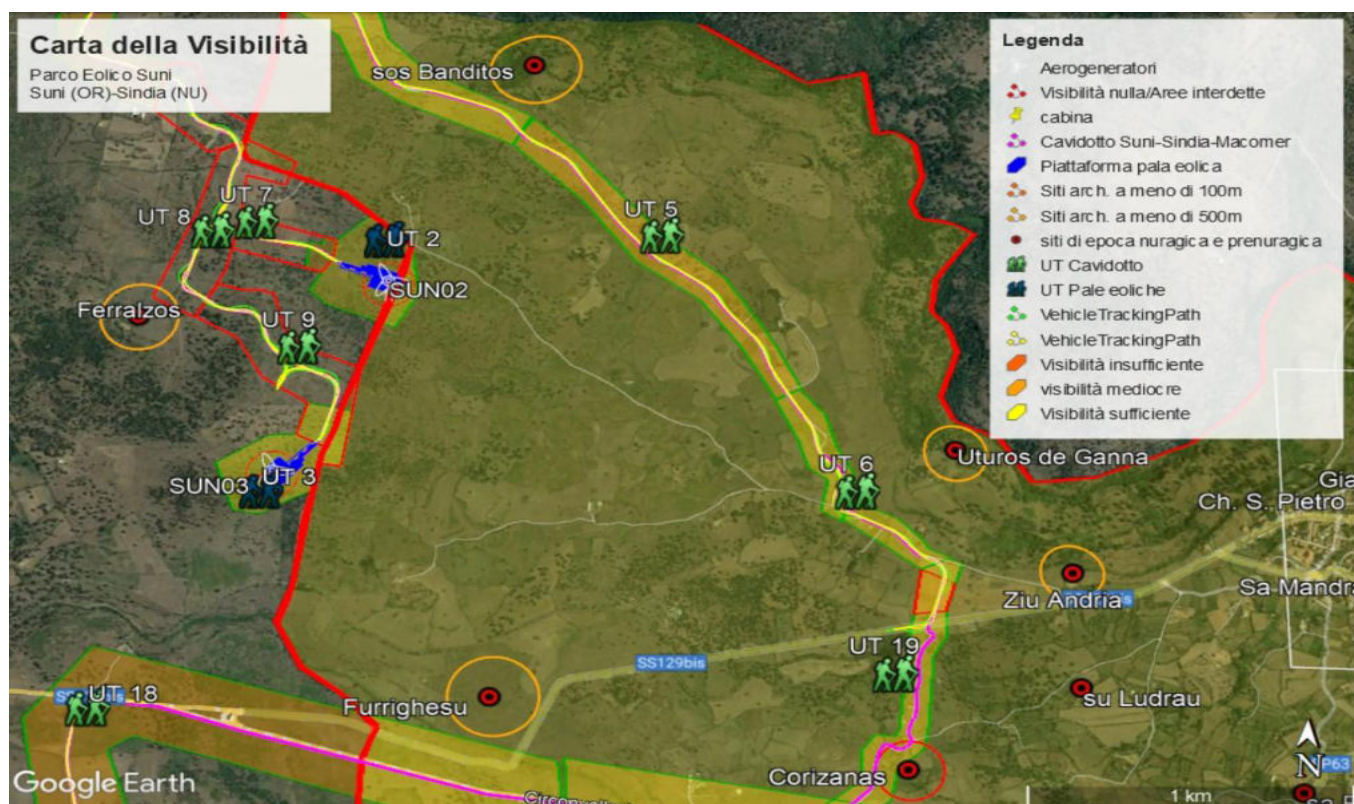 Carta della Visibilità
Parco Eolico Suni
Suni (OR)-Sindia (NU)
Legenda
Aerogeneratori
Visibilità nulla/Aree interdette
cabina
Cavidotto Suni-Sindia-Macomer
Piattaforma pala eolica
Siti arch. a meno di 100m
Siti arch. a meno di 500m
siti di epoca nuragica e prenuragica
UT Cavidotto
UT Pale eoliche
VehicleTrackingPath
VehicleTrackingPath
Visibilità insufficiente
visibilità mediocre
Visibilità sufficiente
sos Banditos
UT 7
UT 8
UT 5
UT 2
SUN02
Ferralzos
UT 9
Uturos de Ganna
UT 6
SUN03
UT 3
Gia
Ch. S. Pietro
Ziu Andria
Sa Mandra
SS129bis
UT 19
UT 18
Furrighesu
su Ludrau
Corizanas
N
P63
Google Earth
1 km